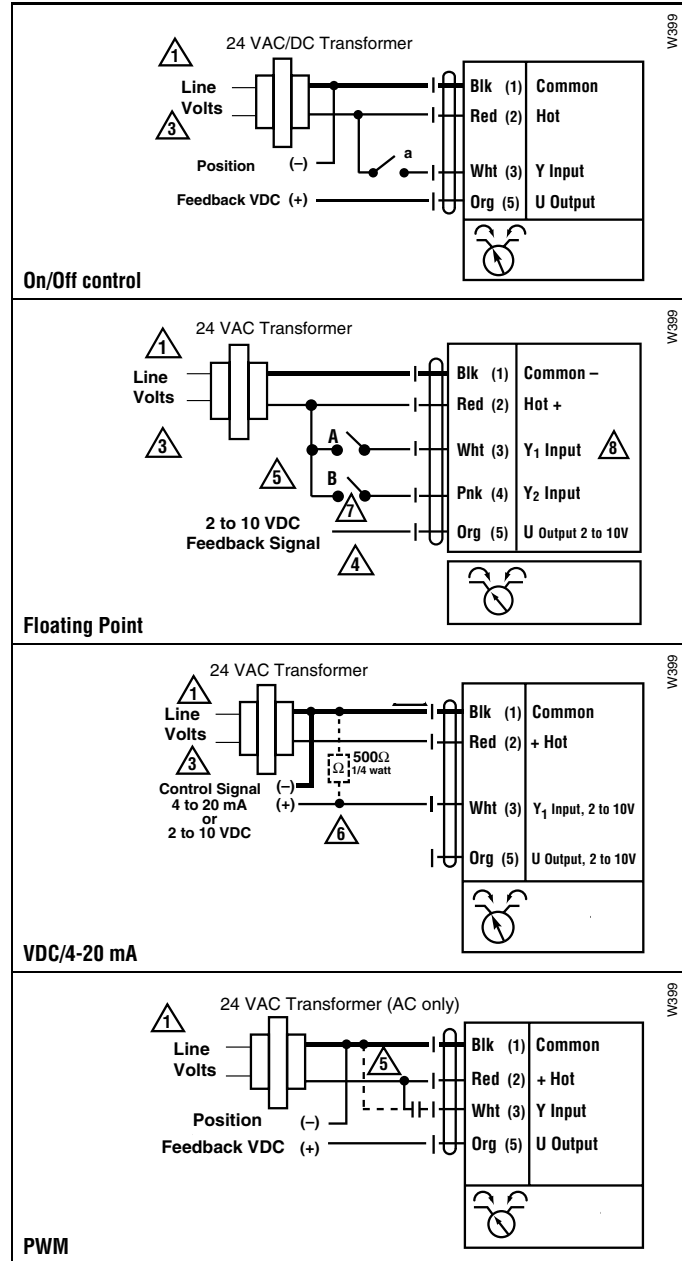 W399
24 VAC/DC Transformer
1
Line
Volts
3
Blk (1) Common
Red (2) Hot
a
Position (–)
Wht (3) Y Input
Feedback VDC (+)
Org (5) U Output
On/Off control
W399
24 VAC Transformer
1
Line
Volts
3
Blk (1) Common –
Red (2) Hot +
A
Wht (3) Y1 Input 8
5
B
Pnk (4) Y2 Input
7
2 to 10 VDC
Feedback Signal
Org (5) U Output 2 to 10V
4
Floating Point
W399
24 VAC Transformer
1
Line
Volts
3
Blk (1) Common
Red (2) + Hot
500Ω
1/4 watt
Ω
Control Signal (–)
4 to 20 mA (+)
or
2 to 10 VDC
Wht (3) Y1 Input, 2 to 10V
6
Org (5) U Output, 2 to 10V
VDC/4-20 mA
W399
24 VAC Transformer (AC only)
1
Line
Volts
5
Blk (1) Common
Red (2) + Hot
Wht (3) Y Input
Position (–)
Feedback VDC (+)
Org (5) U Output
PWM